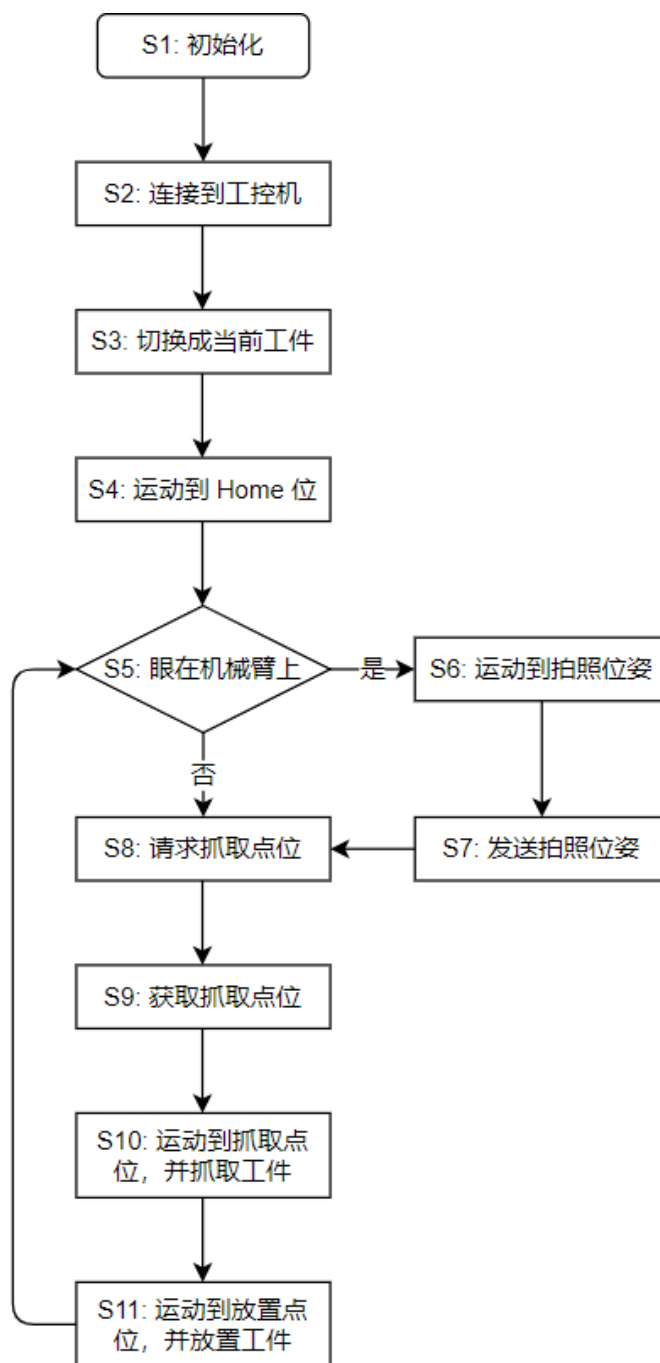 S1: 初始化
S2: 连接到工控机
S3: 切换成当前工件
S4: 运动到 Home 位
S5: 眼在机械臂上
是
S6: 运动到拍照位姿
否
S8: 请求抓取点位
S7: 发送拍照位姿
S9: 获取抓取点位
S10: 运动到抓取点
位，并抓取工件
S11: 运动到放置点
位，并放置工件